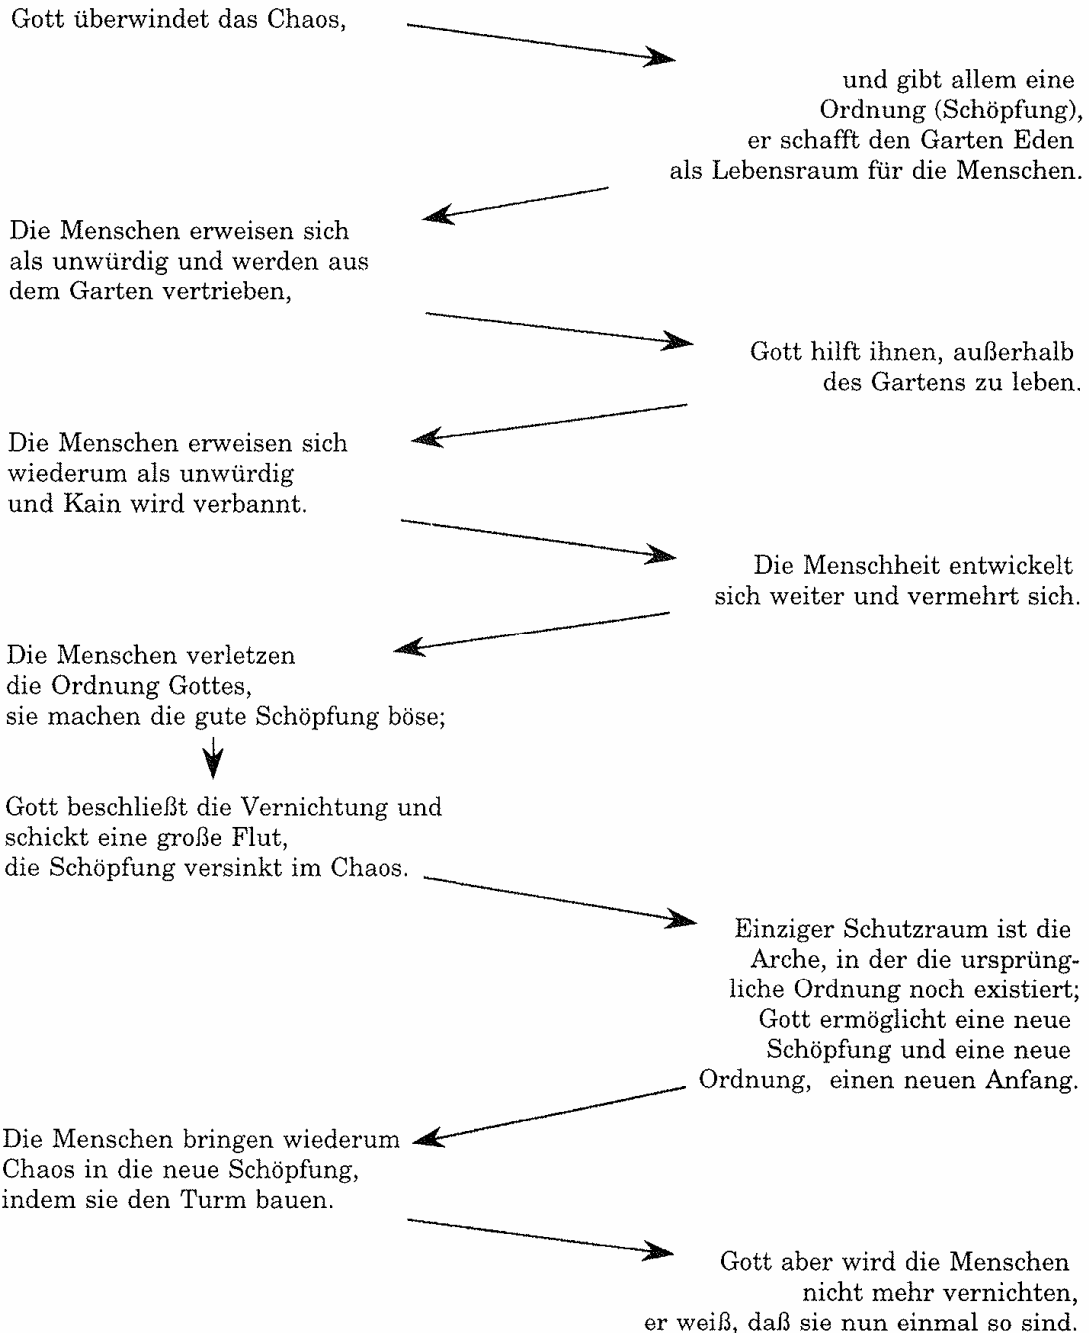 Gott überwindet das Chaos,
und gibt allem eine
Ordnung (Schöpfung),
er schafft den Garten Eden
als Lebensraum für die Menschen.
Die Menschen erweisen sich
als unwürdig und werden aus
dem Garten vertrieben,
Gott hilft ihnen, außerhalb
des Gartens zu leben.
Die Menschen erweisen sich
wiederum als unwürdig
und Kain wird verbannt.
Die Menschheit entwickelt
sich weiter und vermehrt sich.
Die Menschen verletzen
die Ordnung Gottes,
sie machen die gute Schöpfung böse;
Gott beschließt die Vernichtung und
schickt eine große Flut,
die Schöpfung versinkt im Chaos.
Einziger Schutzraum ist die
Arche, in der die ursprüng-
liche Ordnung noch existiert;
Gott ermöglicht eine neue
Schöpfung und eine neue
Ordnung, einen neuen Anfang.
Die Menschen bringen wiederum
Chaos in die neue Schöpfung,
indem sie den Turm bauen.
Gott aber wird die Menschen
nicht mehr vernichten,
er weiß, daß sie nun einmal so sind.